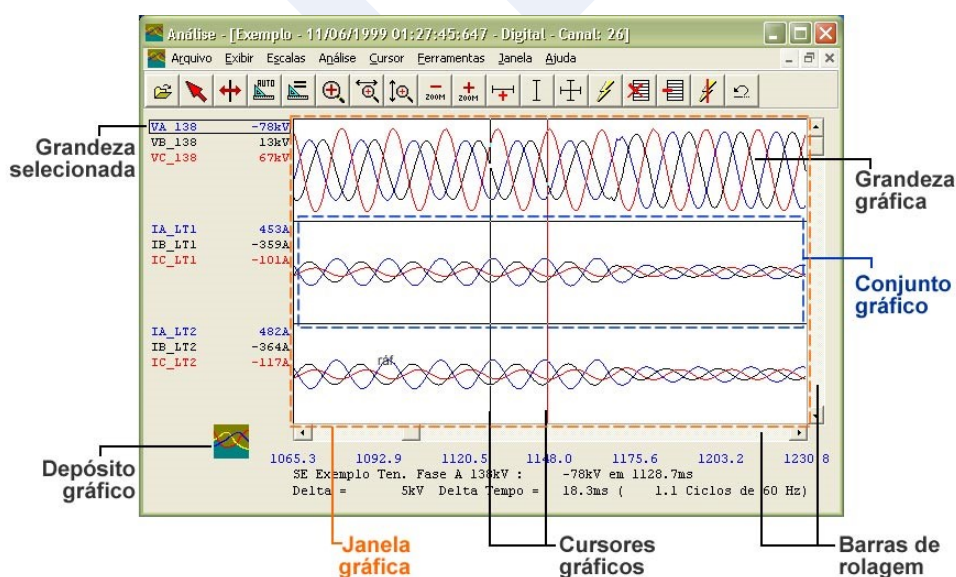 Análise - [Exemplo - 11/06/1999 01:27:45:647 - Digital - Canal: 26]
Arquivo Exibir Escalas Análise Cursor Ferramentas Janela Ajuda
AUTO
ZOOM
ZOOM
VA_138 -78kV
VB_138 13kV
VC_138 67kV
IA_LT1 453A
IB_LT1 -359A
IC_LT1 -101A
IA_LT2 482A
IB_LT2 -364A
IC_LT2 -117A
ráf.
1065.3 1092.9 1120.5 1148.0 1175.6 1203.2 1230.8
SE Exemplo Ten. Fase A 138kV : -78kV em 1128.7ms
Delta = 5kV Delta Tempo = 18.3ms ( 1.1 Ciclos de 60 Hz)
Grandeza
selecionada
Depósito
gráfico
Grandeza
gráfica
Conjunto
gráfico
Janela
gráfica
Cursores
gráficos
Barras de
rolagem